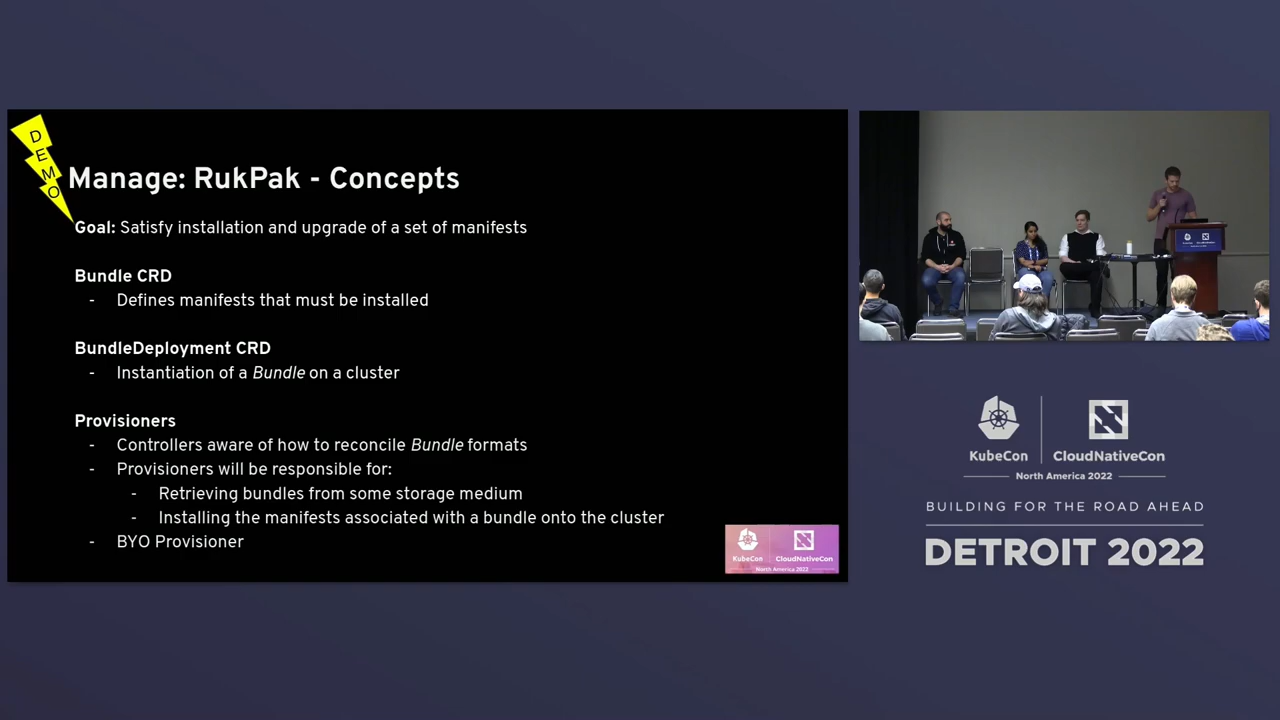 DEMO
Manage: RukPak - Concepts
Goal: Satisfy installation and upgrade of a set of manifests
Bundle CRD
- Defines manifests that must be installed
BundleDeployment CRD
- Instantiation of a Bundle on a cluster
Provisioners
- Controllers aware of how to reconcile Bundle formats
- Provisioners will be responsible for:
- Retrieving bundles from some storage medium
- Installing the manifests associated with a bundle onto the cluster
- BYO Provisioner
KubeCon
CloudNativeCon
North America 2022
KubeCon
CloudNativeCon
North America 2022
BUILDING FOR THE ROAD AHEAD
DETROIT 2022